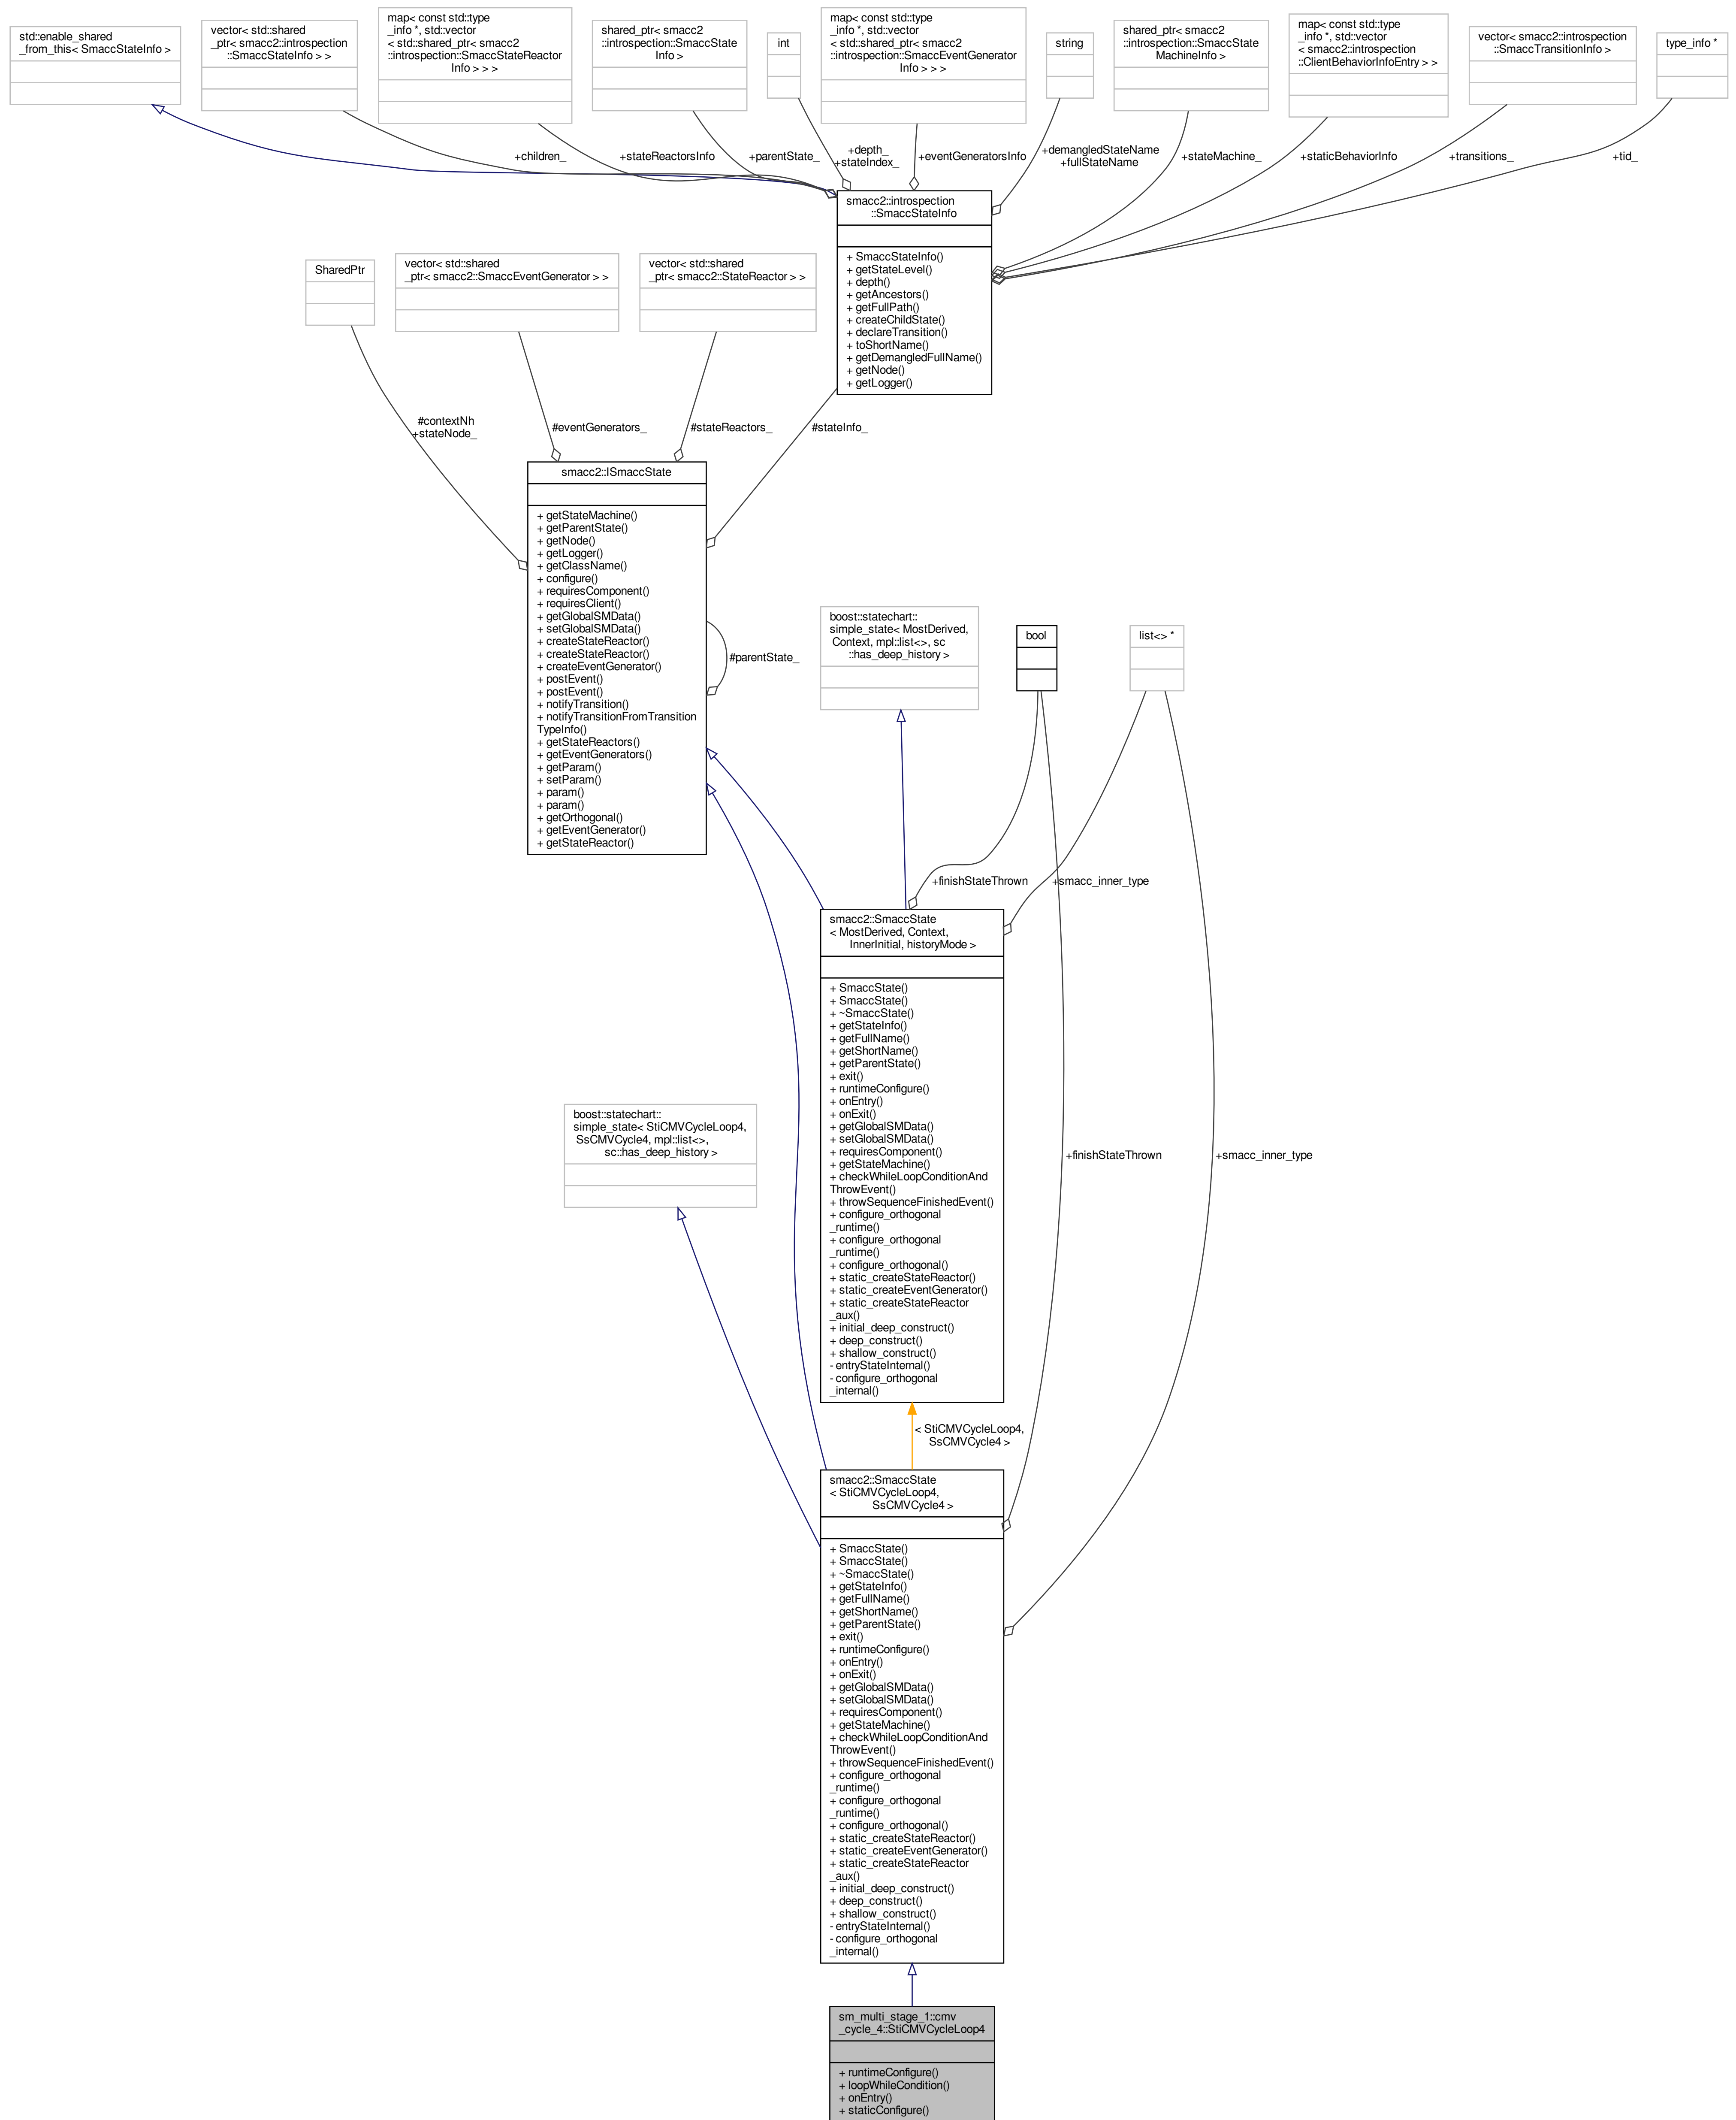 std::enable_shared
_from_this< SmaccStateInfo >
vector< std::shared
_ptr< smacc2::introspection
::SmaccStateInfo > >
map< const std::type
_info *, std::vector
< std::shared_ptr< smacc2
::introspection::SmaccStateReactor
Info > > >
shared_ptr< smacc2
::introspection::SmaccState
Info >
int
map< const std::type
_info *, std::vector
< std::shared_ptr< smacc2
::introspection::SmaccEventGenerator
Info > > >
string
shared_ptr< smacc2
::introspection::SmaccState
MachineInfo >
map< const std::type
_info *, std::vector
< smacc2::introspection
::ClientBehaviorInfoEntry > >
vector< smacc2::introspection
::SmaccTransitionInfo >
type_info *
+children_
+stateReactorsInfo
+parentState_
+depth_
+stateIndex_
+eventGeneratorsInfo
+demangledStateName
+fullStateName
+stateMachine_
+staticBehaviorInfo
+transitions_
+tid_
smacc2::introspection
::SmaccStateInfo
+ SmaccStateInfo()
+ getStateLevel()
+ depth()
+ getAncestors()
+ getFullPath()
+ createChildState()
+ declareTransition()
+ toShortName()
+ getDemangledFullName()
+ getNode()
+ getLogger()
SharedPtr
vector< std::shared
_ptr< smacc2::SmaccEventGenerator > >
vector< std::shared
_ptr< smacc2::StateReactor > >
#contextNh
+stateNode_
#eventGenerators_
#stateReactors_
#stateInfo_
smacc2::ISmaccState
+ getStateMachine()
+ getParentState()
+ getNode()
+ getLogger()
+ getClassName()
+ configure()
+ requiresComponent()
+ requiresClient()
+ getGlobalSMData()
+ setGlobalSMData()
+ createStateReactor()
+ createStateReactor()
+ createEventGenerator()
+ postEvent()
+ postEvent()
+ notifyTransition()
+ notifyTransitionFromTransition
TypeInfo()
+ getStateReactors()
+ getEventGenerators()
+ getParam()
+ setParam()
+ param()
+ param()
+ getOrthogonal()
+ getEventGenerator()
+ getStateReactor()
#parentState_
boost::statechart::
simple_state< MostDerived,
Context, mpl::list<>, sc
::has_deep_history >
bool
list<> *
+finishStateThrown
+smacc_inner_type
smacc2::SmaccState
< MostDerived, Context,
InnerInitial, historyMode >
+ SmaccState()
+ SmaccState()
+ ~SmaccState()
+ getStateInfo()
+ getFullName()
+ getShortName()
+ getParentState()
+ exit()
+ runtimeConfigure()
+ onEntry()
+ onExit()
+ getGlobalSMData()
+ setGlobalSMData()
+ requiresComponent()
+ getStateMachine()
+ checkWhileLoopConditionAnd
ThrowEvent()
+ throwSequenceFinishedEvent()
+ configure_orthogonal
_runtime()
+ configure_orthogonal
_runtime()
+ configure_orthogonal()
+ static_createStateReactor()
+ static_createEventGenerator()
+ static_createStateReactor
_aux()
+ initial_deep_construct()
+ deep_construct()
+ shallow_construct()
- entryStateInternal()
- configure_orthogonal
_internal()
boost::statechart::
simple_state< StiCMVCycleLoop4,
SsCMVCycle4, mpl::list<>,
sc::has_deep_history >
+finishStateThrown
+smacc_inner_type
< StiCMVCycleLoop4,
SsCMVCycle4 >
smacc2::SmaccState
< StiCMVCycleLoop4,
SsCMVCycle4 >
+ SmaccState()
+ SmaccState()
+ ~SmaccState()
+ getStateInfo()
+ getFullName()
+ getShortName()
+ getParentState()
+ exit()
+ runtimeConfigure()
+ onEntry()
+ onExit()
+ getGlobalSMData()
+ setGlobalSMData()
+ requiresComponent()
+ getStateMachine()
+ checkWhileLoopConditionAnd
ThrowEvent()
+ throwSequenceFinishedEvent()
+ configure_orthogonal
_runtime()
+ configure_orthogonal
_runtime()
+ configure_orthogonal()
+ static_createStateReactor()
+ static_createEventGenerator()
+ static_createStateReactor
_aux()
+ initial_deep_construct()
+ deep_construct()
+ shallow_construct()
- entryStateInternal()
- configure_orthogonal
_internal()
sm_multi_stage_1::cmv
_cycle_4::StiCMVCycleLoop4
+ runtimeConfigure()
+ loopWhileCondition()
+ onEntry()
+ staticConfigure()